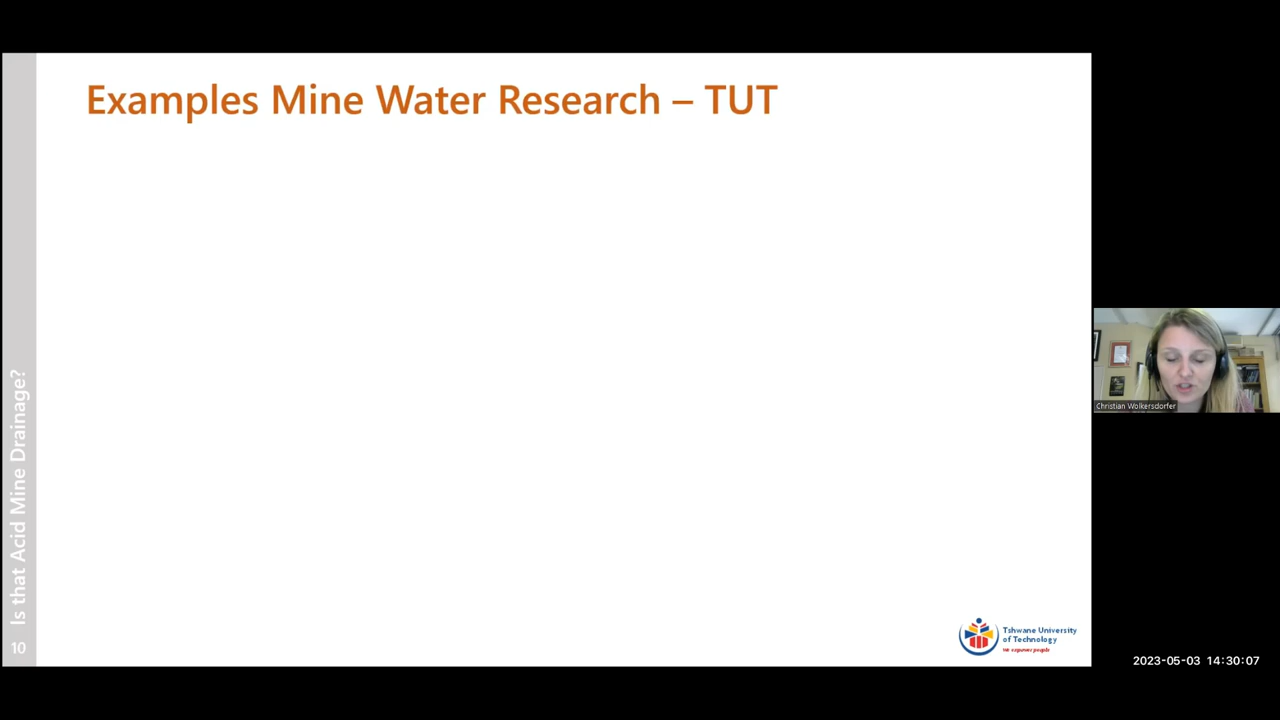 Examples Mine Water Research – TUT
Is that Acid Mine Drainage?
10
Tshwane University
of Technology
We empower people
Christian Wolkersdorfer
2023-05-03 14:30:07